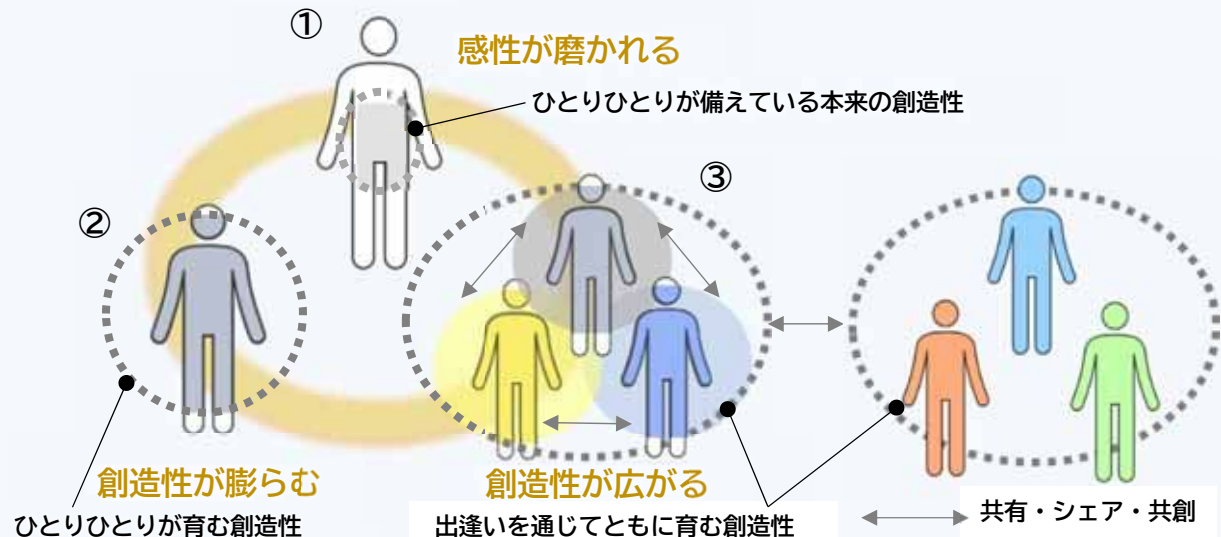 ①
感性が磨かれる
ひとりひとりが備えている本来の創造性
②
③
創造性が膨らむ
ひとりひとりが育む創造性
創造性が広がる
出逢いを通じてともに育む創造性
共有・シェア・共創